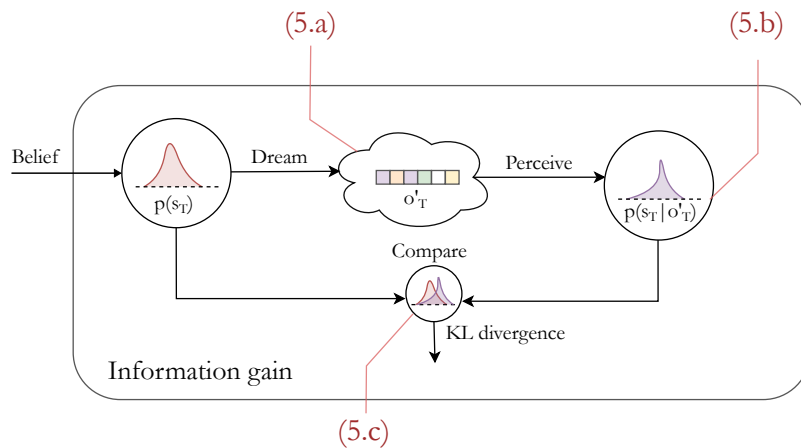 (5.a)
(5.b)
Belief
Dream
Perceive
o'T
p(sT)
p(sT|o'T)
Compare
KL divergence
Information gain
(5.c)